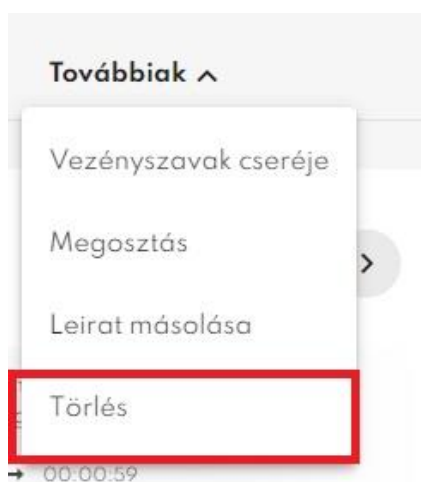 Továbbiak
Vezényszavak cseréje
Megosztás
Leirat másolása
Törlés
00:00:59